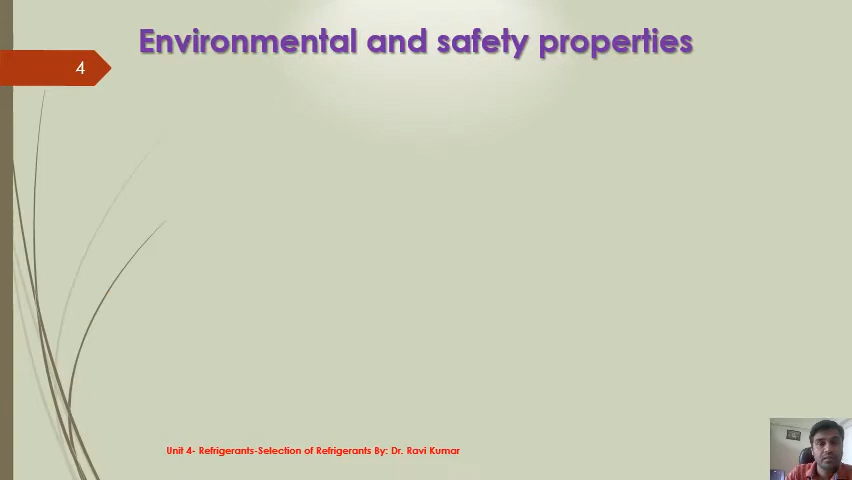 Environmental and safety properties
4
Unit 4- Refrigerants-Selection of Refrigerants By: Dr. Ravi Kumar